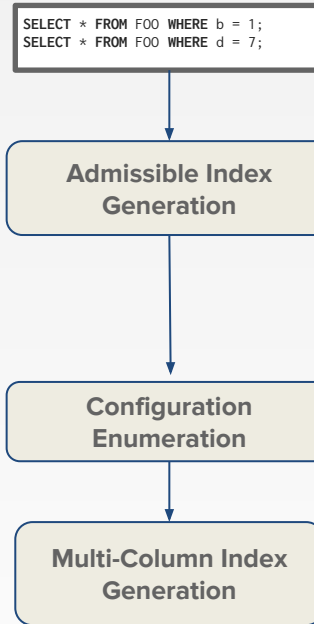 SELECT * FROM FOO WHERE b = 1;
SELECT * FROM FOO WHERE d = 7;
Admissible Index
Generation
Configuration
Enumeration
Multi-Column Index
Generation